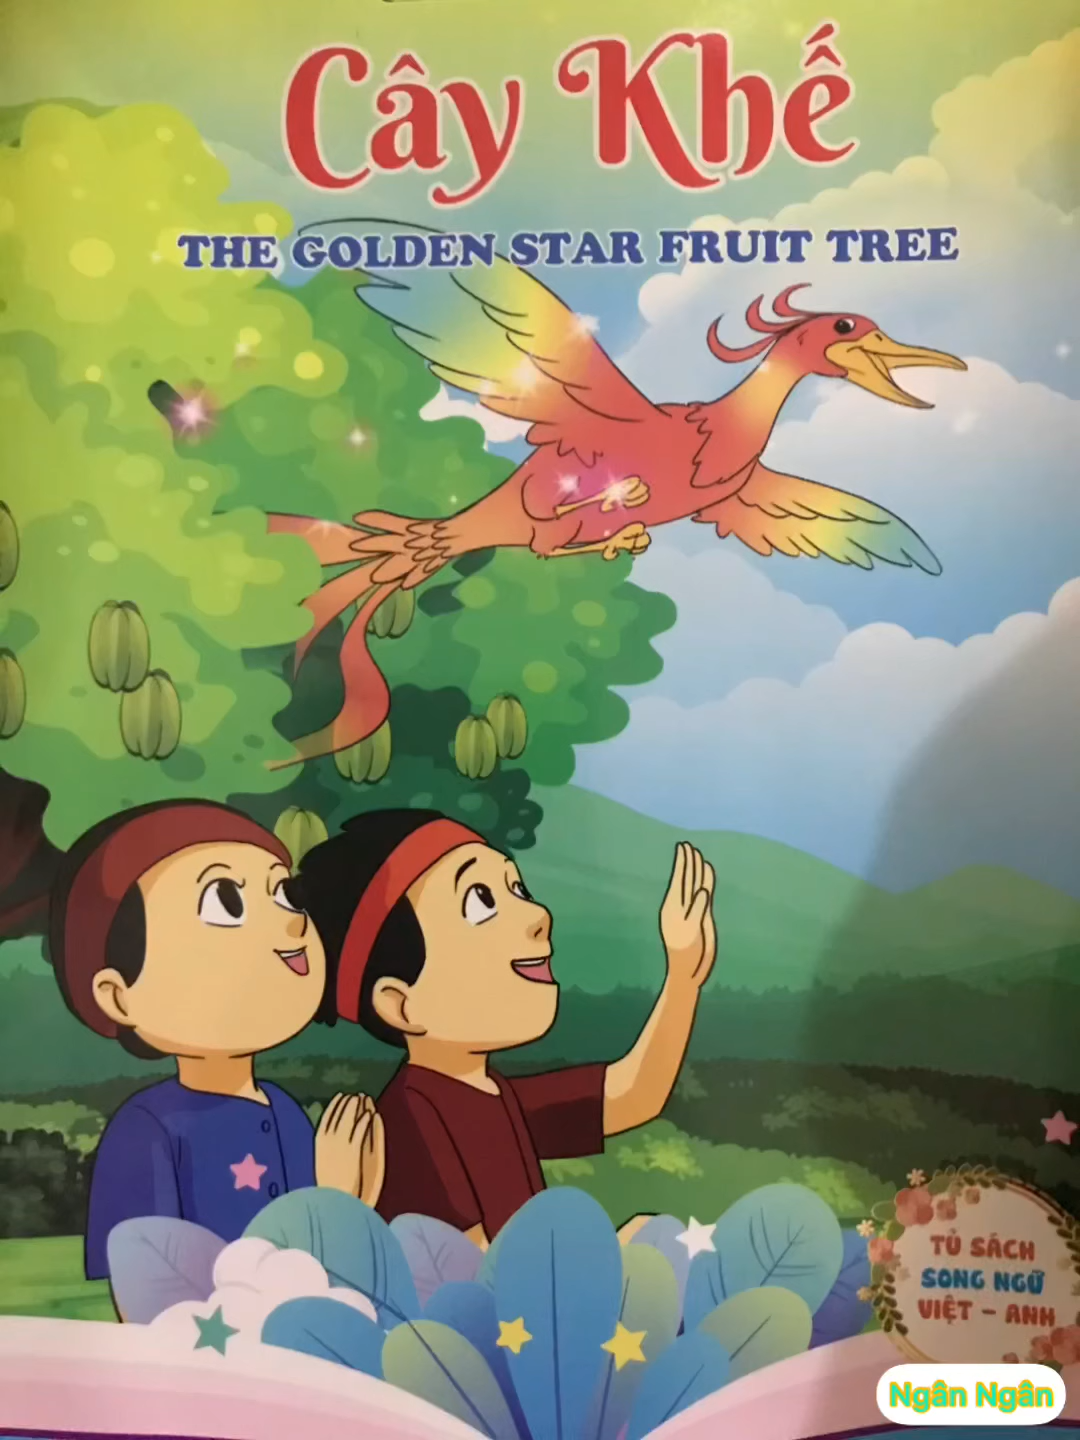 Cây Khế
THE GOLDEN STAR FRUIT TREE
TỦ SÁCH
SONG NGỮ
VIỆT - ANH
Ngân Ngân